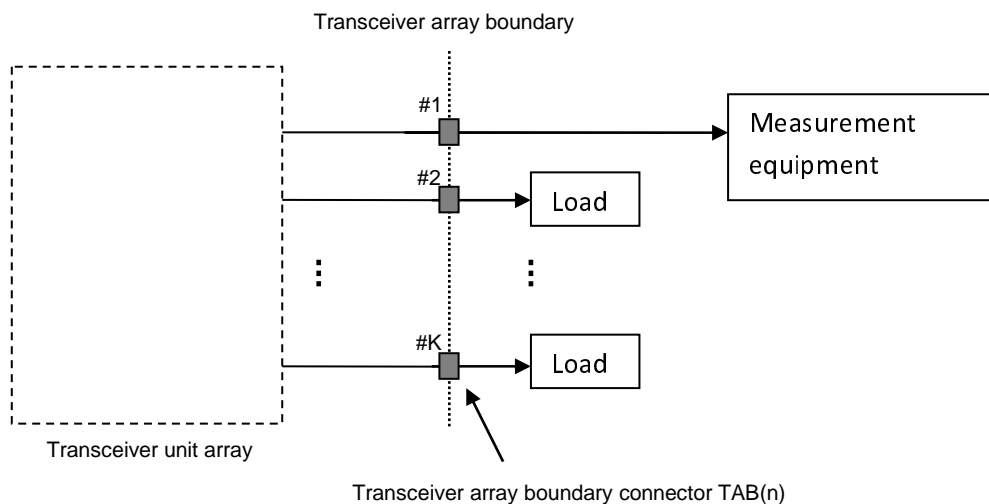 Transceiver array boundary
#1
Measurement
equipment
#2
Load
#K
Load
Transceiver unit array
Transceiver array boundary connector TAB(n)